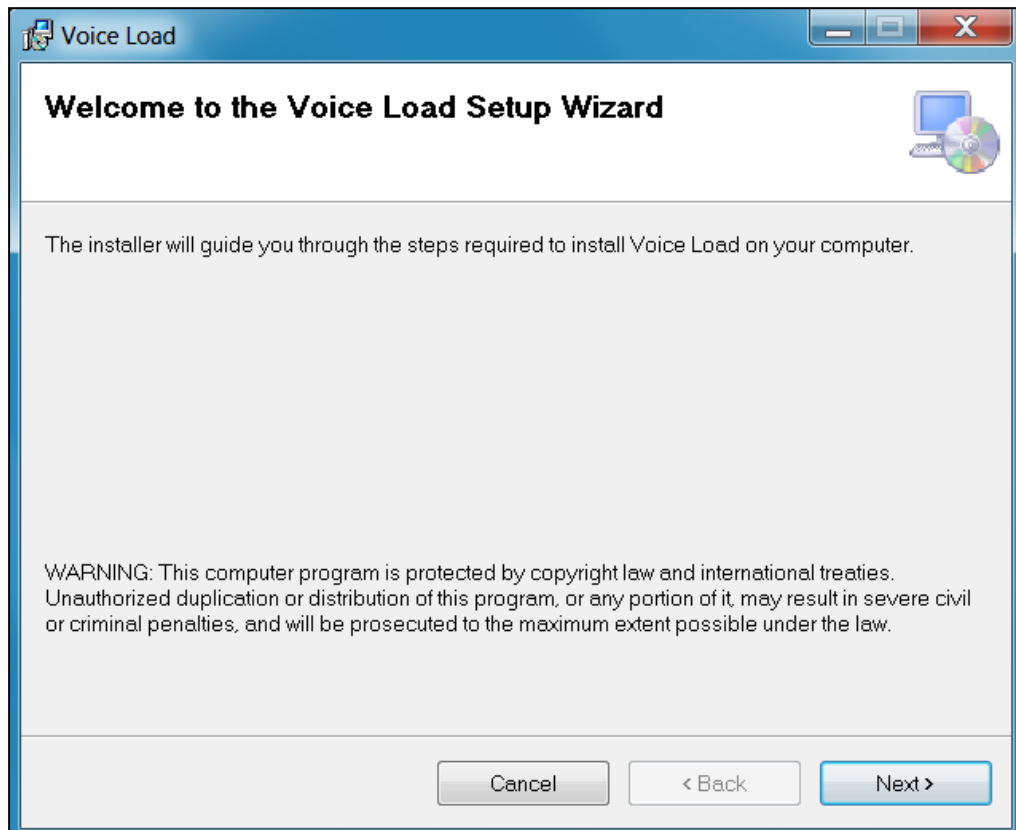 Voice Load
Welcome to the Voice Load Setup Wizard
The installer will guide you through the steps required to install Voice Load on your computer.
WARNING: This computer program is protected by copyright law and international treaties.
Unauthorized duplication or distribution of this program, or any portion of it, may result in severe civil
or criminal penalties, and will be prosecuted to the maximum extent possible under the law.
Cancel < Back Next >